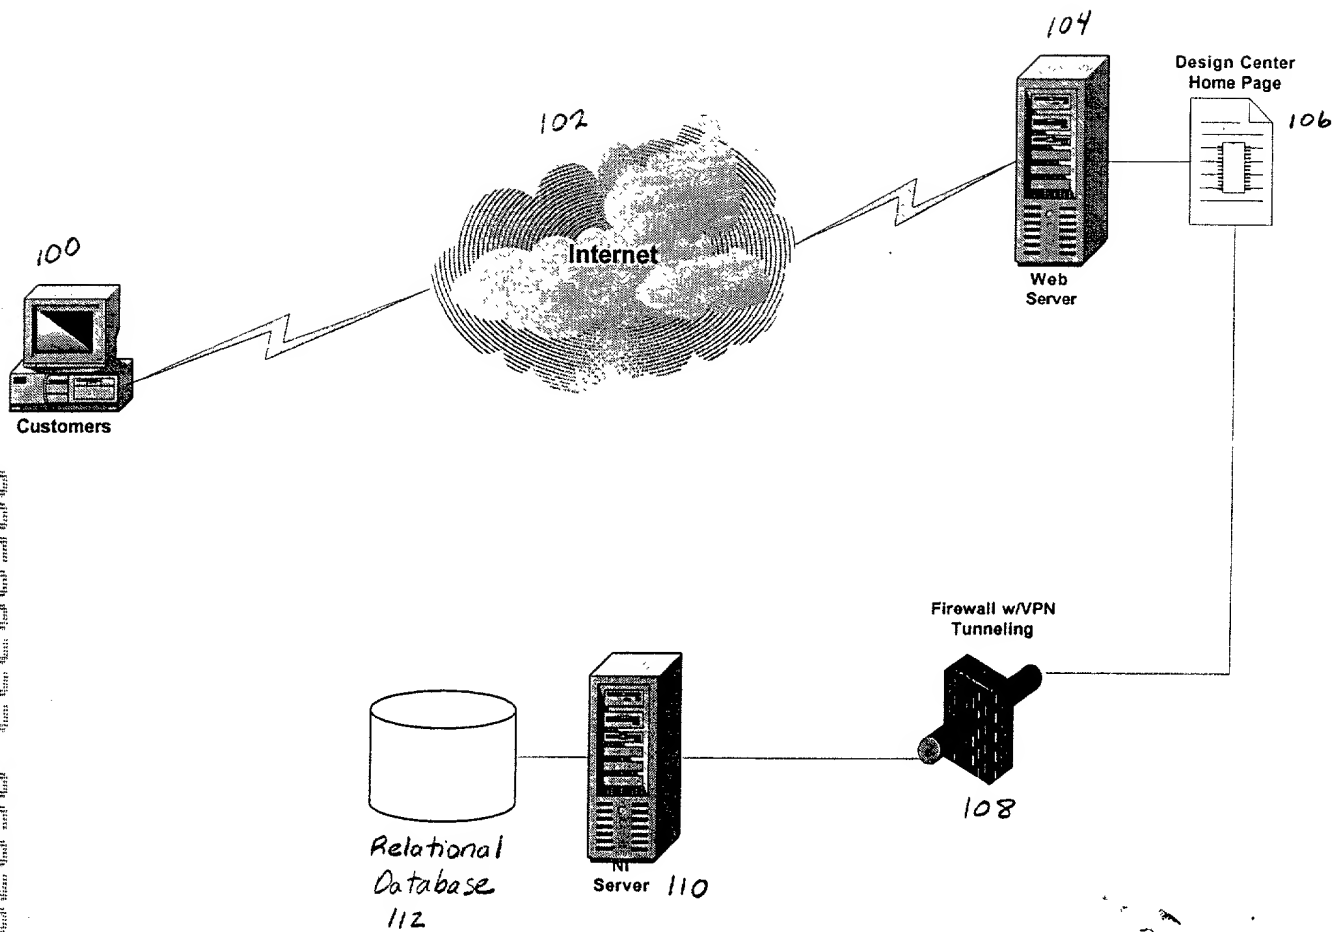 104
Design Center
Home Page
106
102
Internet
100
Web
Server
Customers
Firewall w/VPN
Tunneling
108
Relational
Database
112
NT
Server 110